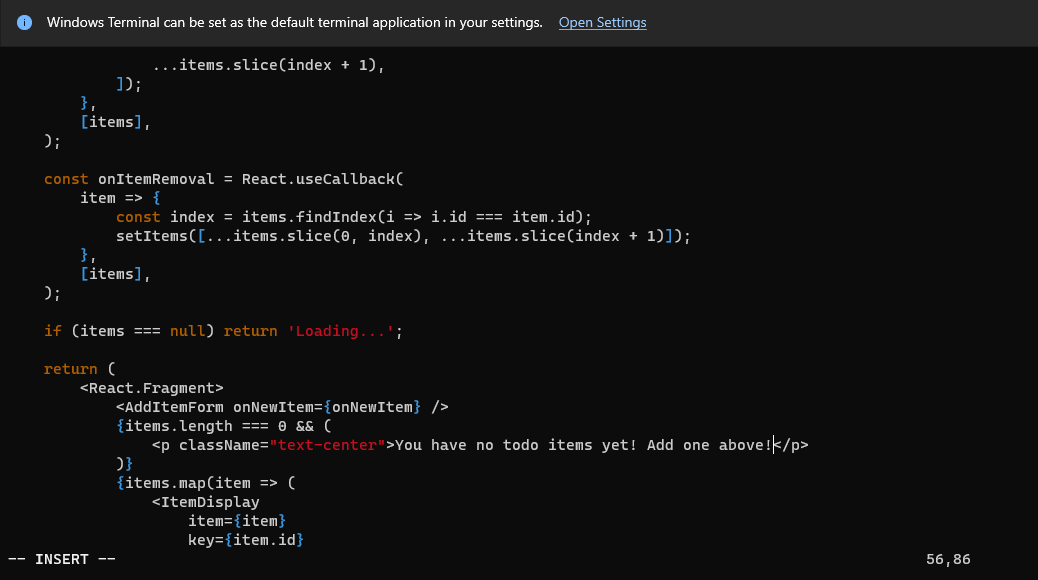 Windows Terminal can be set as the default terminal application in your settings. Open Settings
...items.slice(index + 1),
]);
},
[items],
);
const onItemRemoval = React.useCallback(
item => {
const index = items.findIndex(i => i.id === item.id);
setItems([...items.slice(0, index), ...items.slice(index + 1)]);
},
[items],
);
if (items === null) return 'Loading...';
return (
<React.Fragment>
<AddItemForm onNewItem={onNewItem} />
{items.length === 0 && (
<p className="text-center">You have no todo items yet! Add one above!</p>
)}
{items.map(item => (
<ItemDisplay
item={item}
key={item.id}
-- INSERT -- 56,86